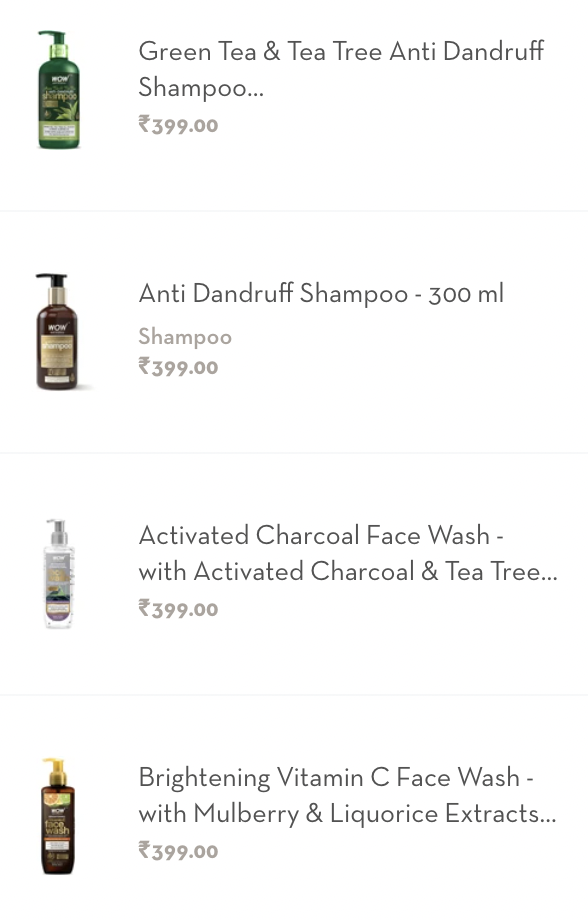 WOW
shampoo
Green Tea & Tea Tree Anti Dandruff
Shampoo...
₹399.00
WOW
shampoo
Anti Dandruff Shampoo - 300 ml
Shampoo
₹399.00
WOW
Activated Charcoal Face Wash -
with Activated Charcoal & Tea Tree...
₹399.00
WOW
face
wash
Brightening Vitamin C Face Wash -
with Mulberry & Liquorice Extracts...
₹399.00